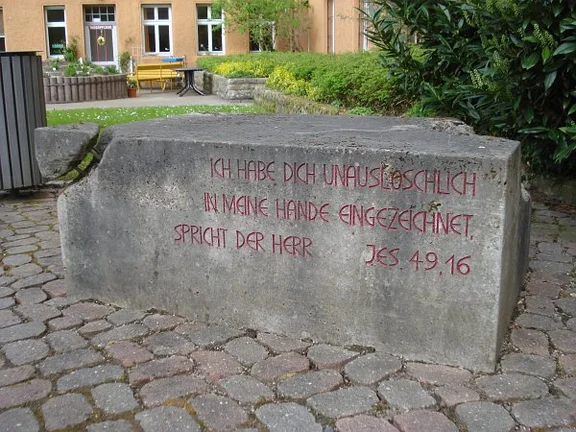 ICH HABE DICH UNAUSLÖSCHLICH
IN MEINE HÄNDE EINGEZEICHNET,
SPRICHT DER HERR JES. 49,16